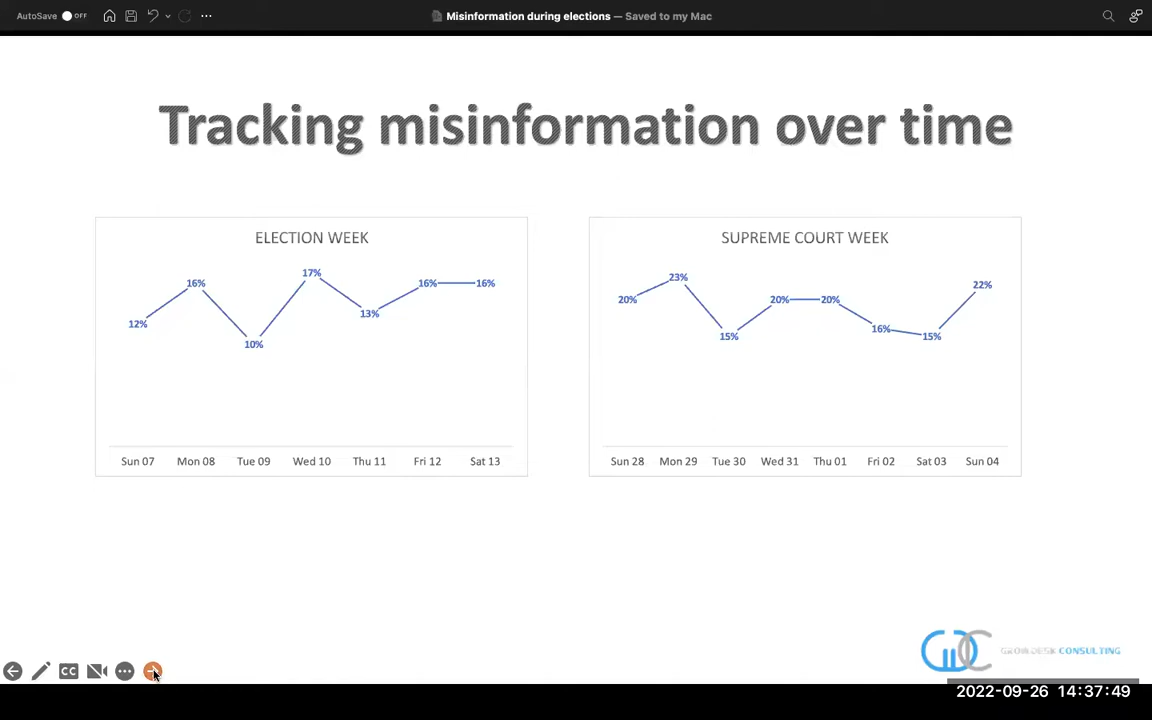 AutoSave OFF
Misinformation during elections — Saved to my Mac
Tracking misinformation over time
ELECTION WEEK
12% 16% 10% 17% 13% 16% 16%
Sun 07 Mon 08 Tue 09 Wed 10 Thu 11 Fri 12 Sat 13
SUPREME COURT WEEK
20% 23% 15% 20% 20% 16% 15% 22%
Sun 28 Mon 29 Tue 30 Wed 31 Thu 01 Fri 02 Sat 03 Sun 04
CC
GROWDESK CONSULTING
2022-09-26 14:37:49